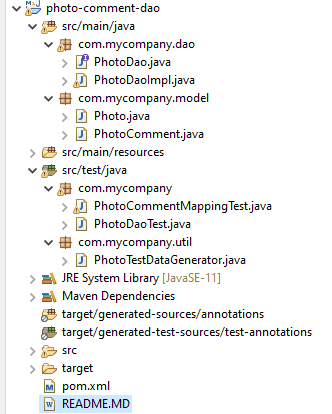 photo-comment-dao
src/main/java
com.mycompany.dao
PhotoDao.java
PhotoDaoImpl.java
com.mycompany.model
Photo.java
PhotoComment.java
src/main/resources
src/test/java
com.mycompany
PhotoCommentMappingTest.java
PhotoDaoTest.java
com.mycompany.util
PhotoTestDataGenerator.java
JRE System Library [JavaSE-11]
Maven Dependencies
target/generated-sources/annotations
target/generated-test-sources/test-annotations
src
target
pom.xml
README.MD